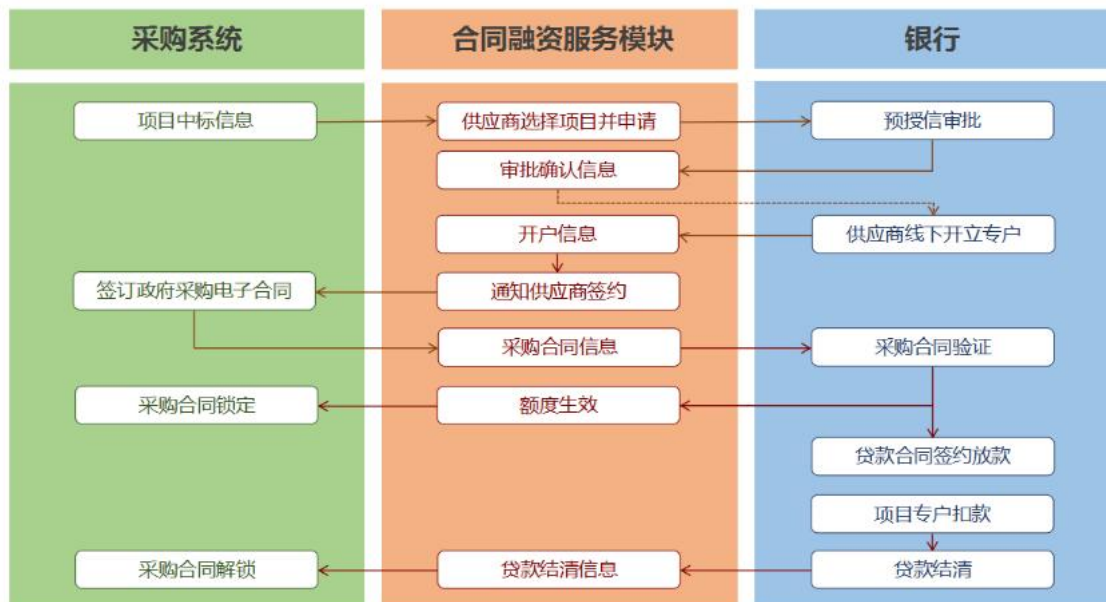 采购系统
合同融资服务模块
银行
项目中标信息
供应商选择项目并申请
预授信审批
审批确认信息
开户信息
供应商线下开立专户
签订政府采购电子合同
通知供应商签约
采购合同信息
采购合同验证
采购合同锁定
额度生效
贷款合同签约放款
项目专户扣款
采购合同解锁
贷款结清信息
贷款结清